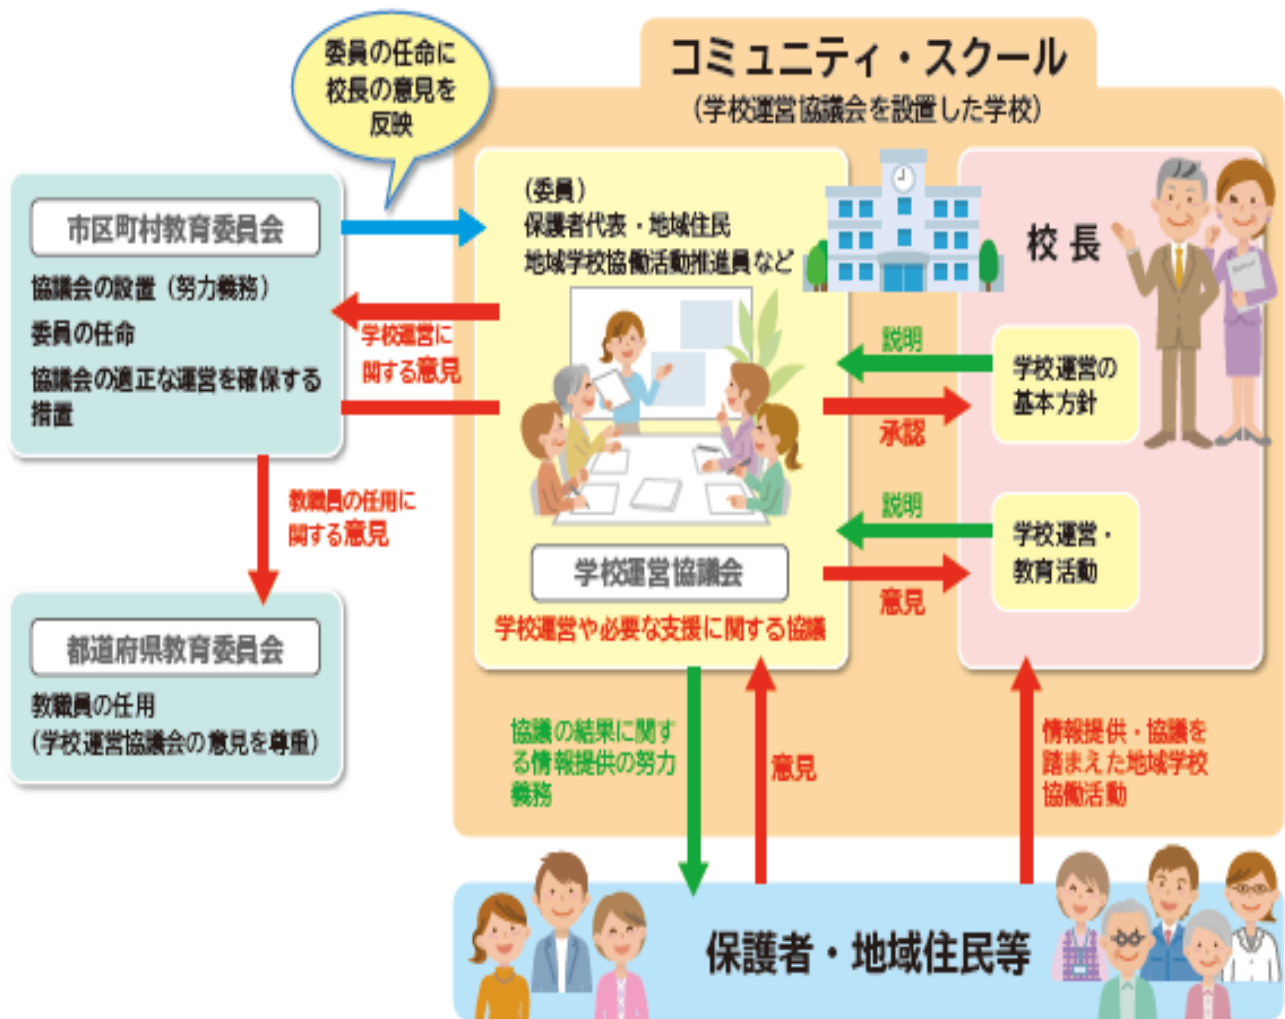 委員の任命に
校長の意見を
反映
コミュニティ・スクール
(学校運営協議会を設置した学校)
市区町村教育委員会
協議会の設置(努力義務)
委員の任命
協議会の適正な運営を確保する
措置
(委員)
保護者代表・地域住民
地域学校協働活動推進員など
校長
学校運営に
関する意見
説明
承認
学校運営の
基本方針
教職員の任用に
関する意見
説明
意見
学校運営・
教育活動
学校運営協議会
学校運営や必要な支援に関する協議
都道府県教育委員会
教職員の任用
(学校運営協議会の意見を尊重)
協議の結果に関す
る情報提供の努力
義務
意見
情報提供・協議を
踏まえた地域学校
協働活動
保護者・地域住民等